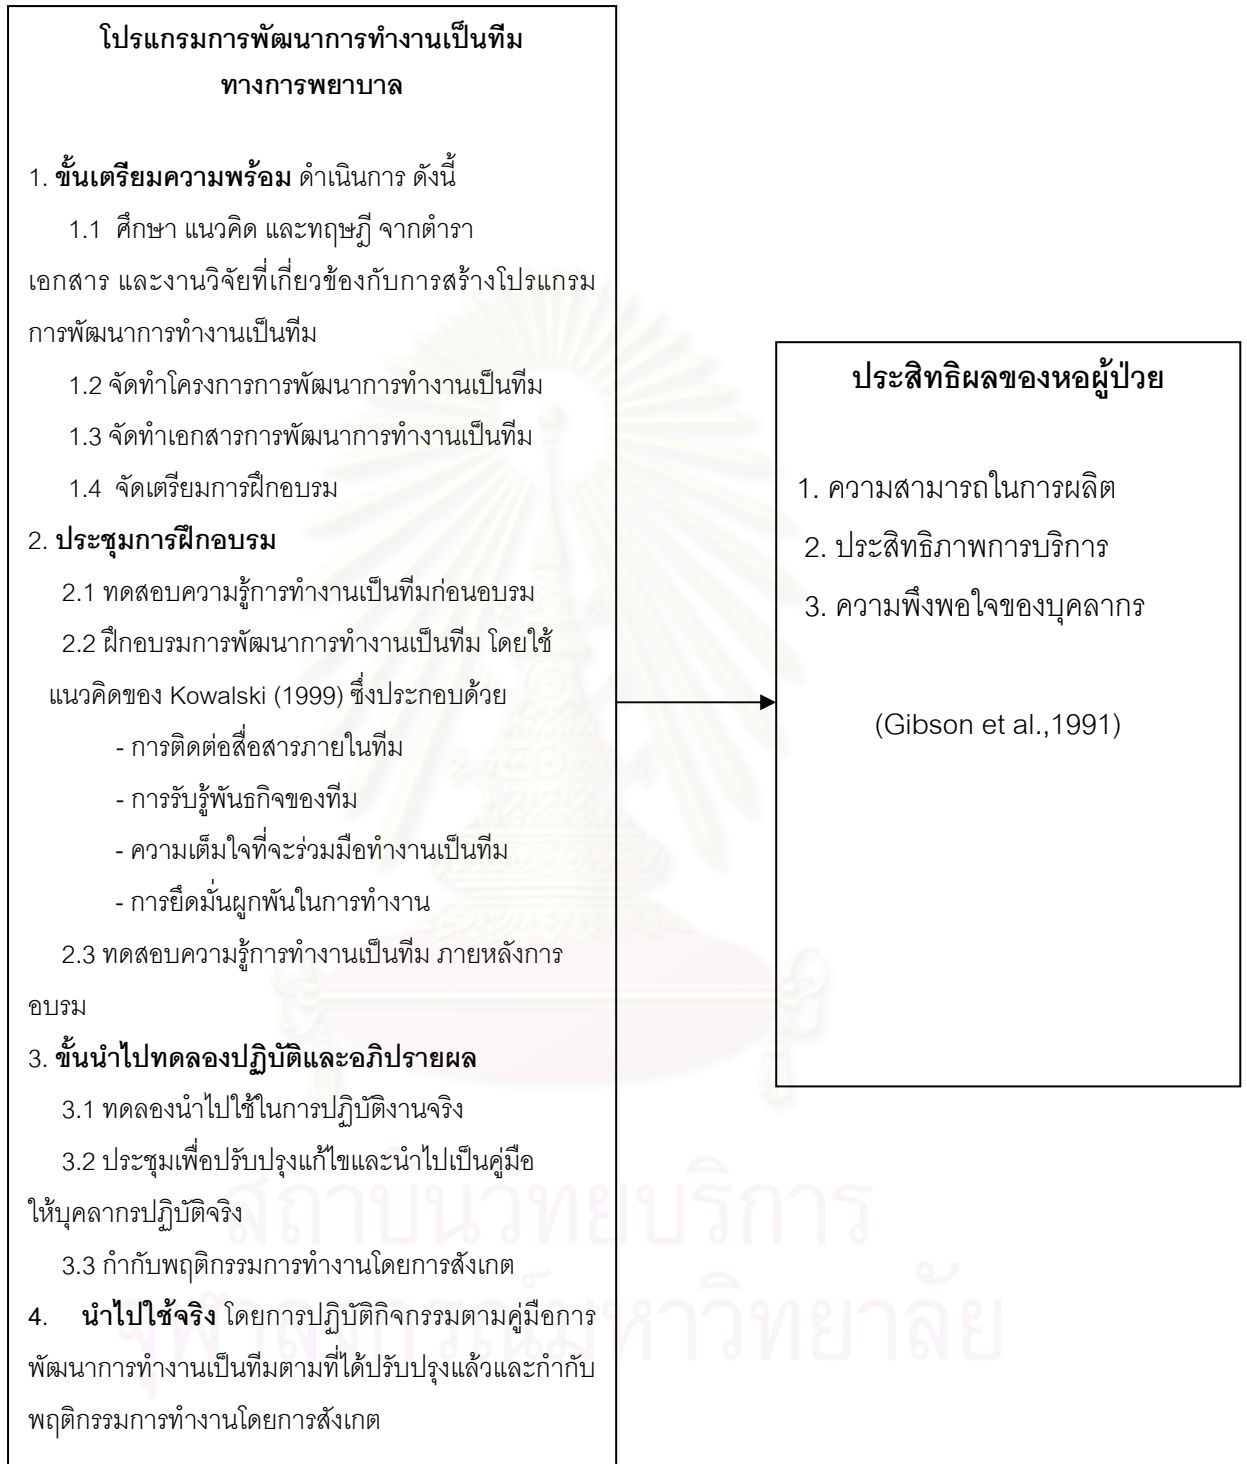 โปรแกรมการพัฒนาการทำงานเป็นทีม
ทางการพยาบาล
1. ขั้นเตรียมความพร้อม ดำเนินการ ดังนี้
1.1 ศึกษา แนวคิด และทฤษฎี จากตำรา
เอกสาร และงานวิจัยที่เกี่ยวข้องกับการสร้างโปรแกรม
การพัฒนาการทำงานเป็นทีม
1.2 จัดทำโครงการการพัฒนาการทำงานเป็นทีม
1.3 จัดทำเอกสารการพัฒนาการทำงานเป็นทีม
1.4 จัดเตรียมการฝึกอบรม
2. ประชุมการฝึกอบรม
2.1 ทดสอบความรู้การทำงานเป็นทีมก่อนอบรม
2.2 ฝึกอบรมการพัฒนาการทำงานเป็นทีม โดยใช้
แนวคิดของ Kowalski (1999) ซึ่งประกอบด้วย
- การติดต่อสื่อสารภายในทีม
- การรับรู้พันธกิจของทีม
- ความเต็มใจที่จะร่วมมือทำงานเป็นทีม
- การยึดมั่นผูกพันในการทำงาน
2.3 ทดสอบความรู้การทำงานเป็นทีม ภายหลังการ
อบรม
3. ขั้นนำไปทดลองปฏิบัติและอภิปรายผล
3.1 ทดลองนำไปใช้ในการปฏิบัติงานจริง
3.2 ประชุมเพื่อปรับปรุงแก้ไขและนำไปเป็นคู่มือ
ให้บุคลากรปฏิบัติจริง
3.3 กำกับพฤติกรรมการทำงานโดยการสังเกต
4. นำไปใช้จริง โดยการปฏิบัติกิจกรรมตามคู่มือการ
พัฒนาการทำงานเป็นทีมตามที่ได้ปรับปรุงแล้วและกำกับ
พฤติกรรมการทำงานโดยการสังเกต
ประสิทธิผลของหอผู้ป่วย
1. ความสามารถในการผลิต
2. ประสิทธิภาพการบริการ
3. ความพึงพอใจของบุคลากร
(Gibson et al.,1991)
สถาบันวิทยบริการ
จุฬาลงกรณ์มหาวิทยาลัย